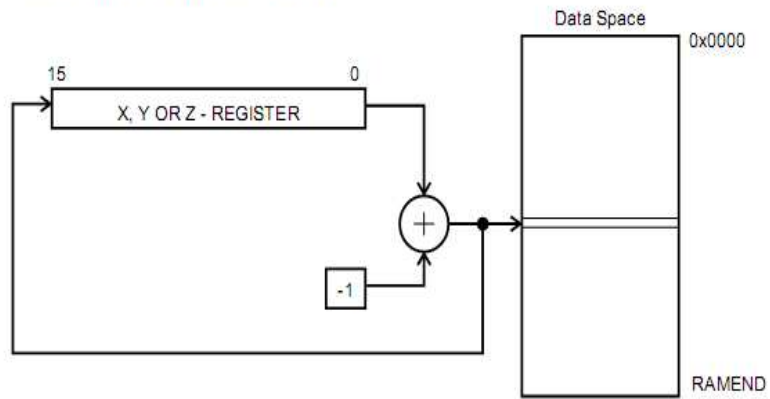 Data Space
0x0000
15
0
X, Y OR Z - REGISTER
+
-1
RAMEND